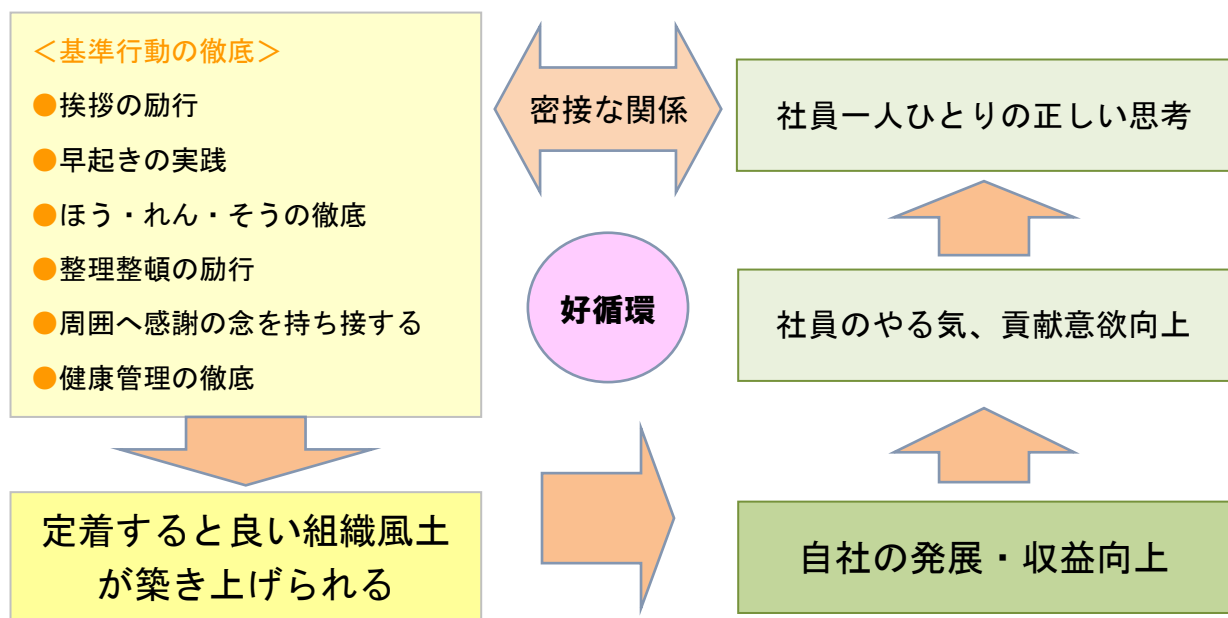 ＜基準行動の徹底＞
●挨拶の励行
●早起きの実践
●ほう・れん・そうの徹底
●整理整頓の励行
●周囲へ感謝の念を持ち接する
●健康管理の徹底
定着すると良い組織風土
が築き上げられる
密接な関係
好循環
社員一人ひとりの正しい思考
社員のやる気、貢献意欲向上
自社の発展・収益向上